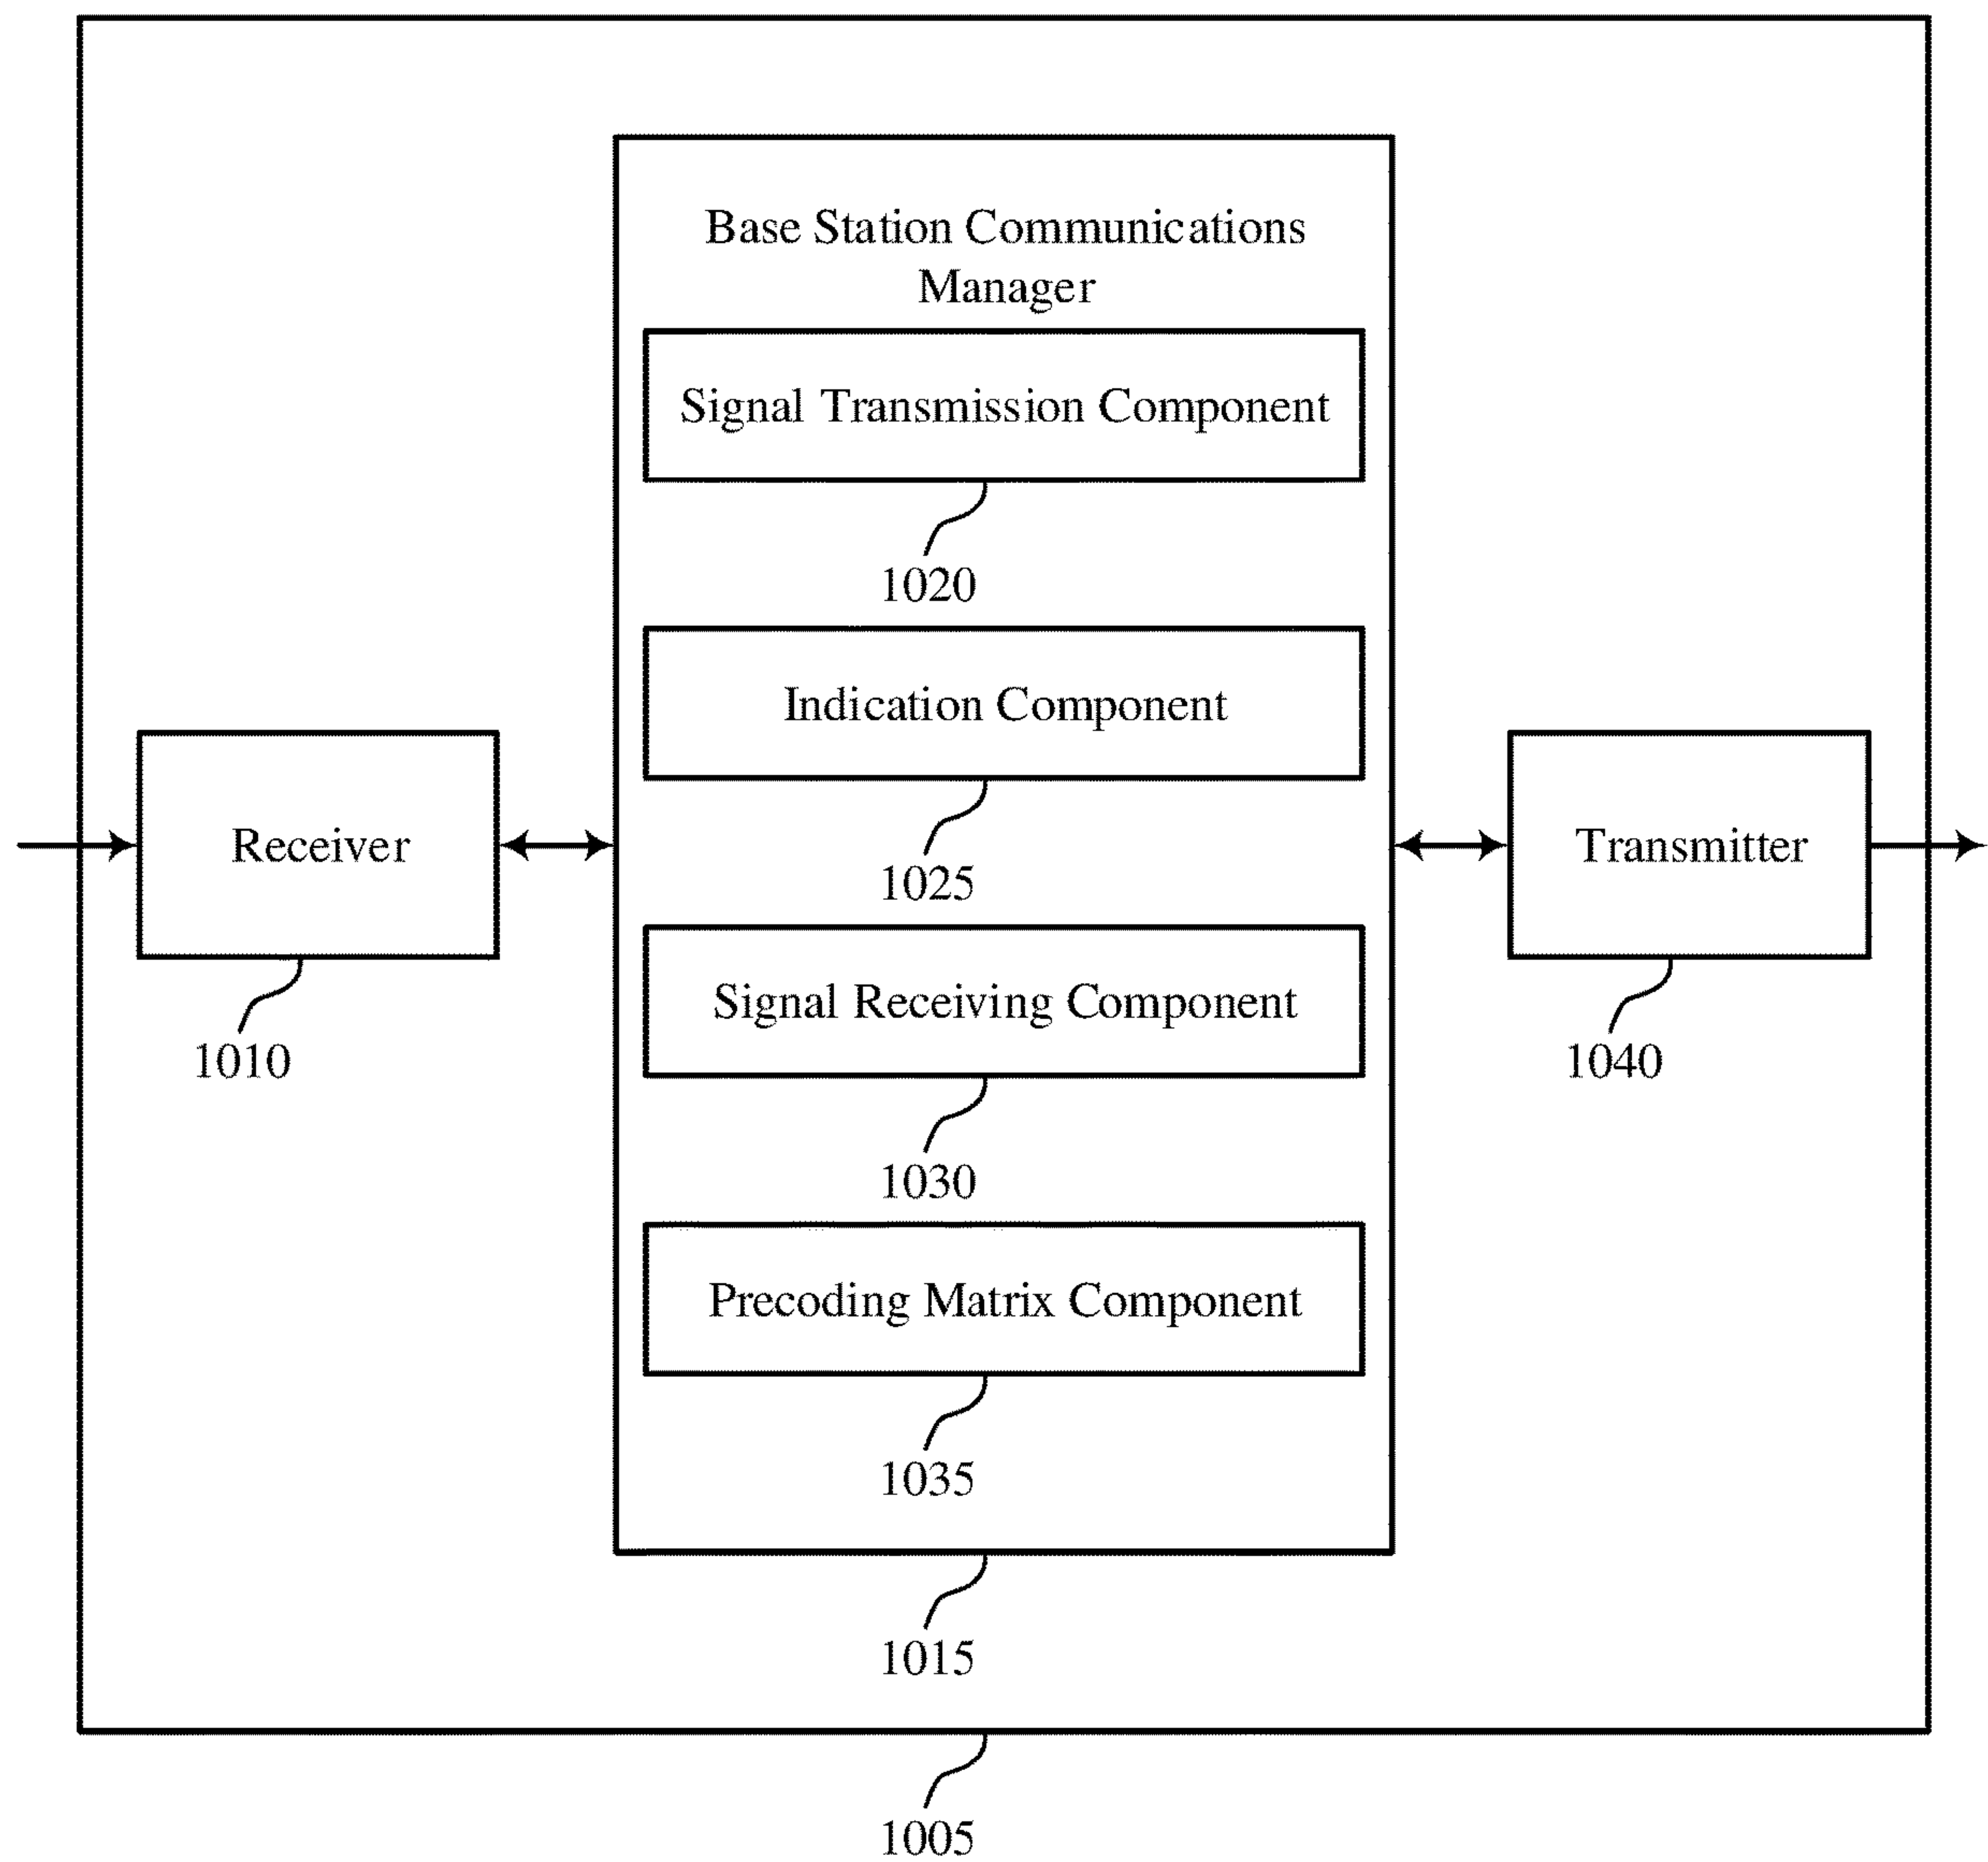 Base Station Communications
Manager
Signal Transmission Component
1020
Indication Component
1025
Receiver
1010
Transmitter
1040
Signal Receiving Component
1030
Precoding Matrix Component
1035
1015
1005